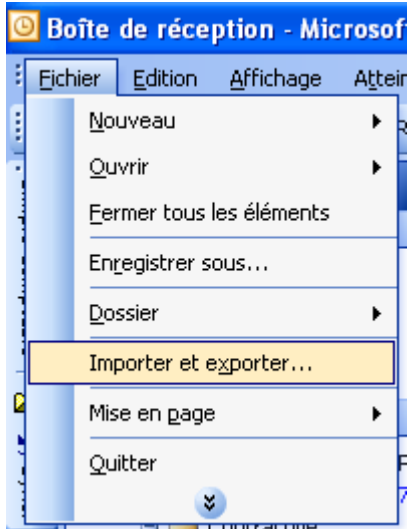 Boîte de réception - Microsof
Fichier Edition Affichage Attein
Nouveau
Ouvrir
Fermer tous les éléments
Enregistrer sous...
Dossier
Importer et exporter...
Mise en page
Quitter